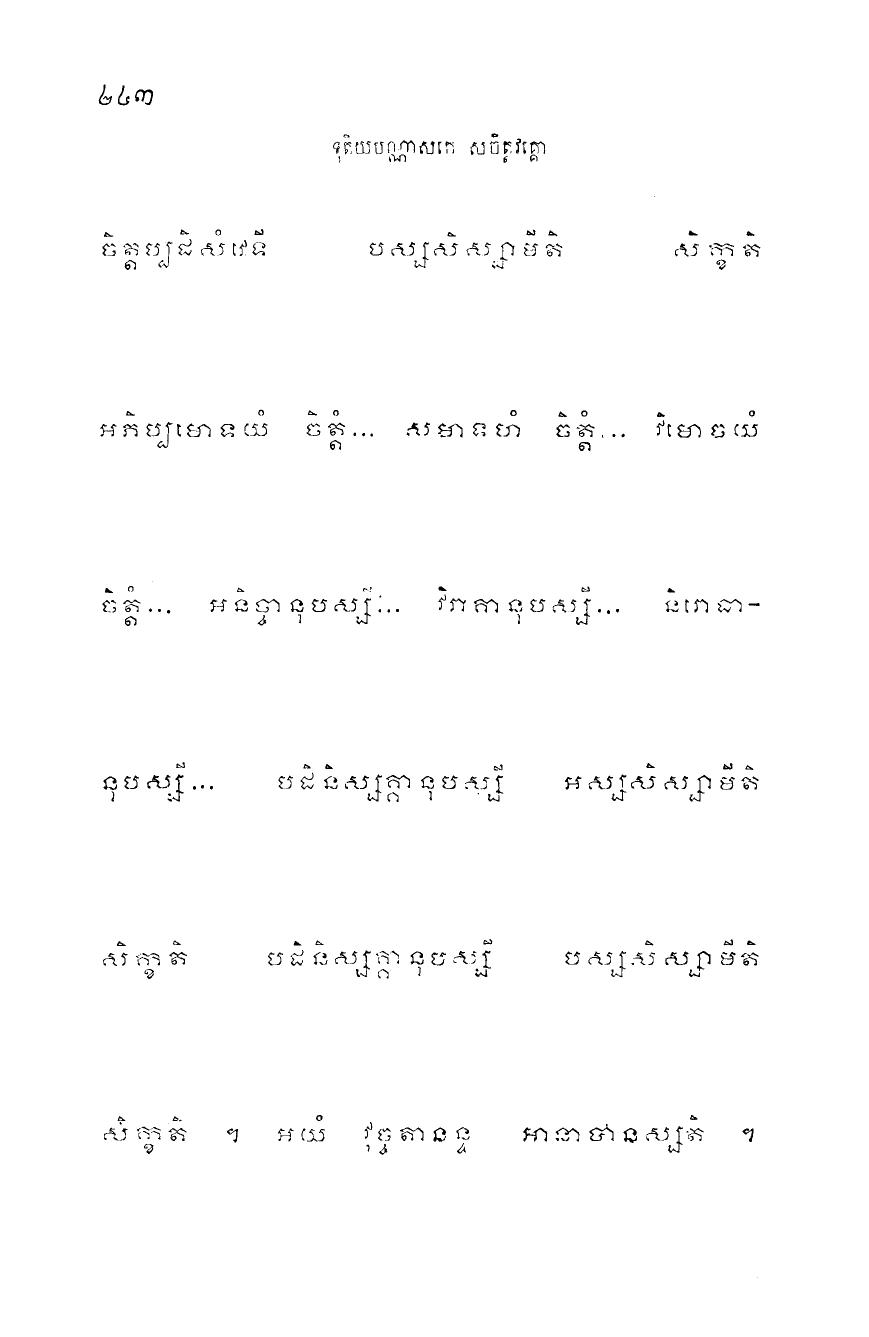 ២៤៣
ទុតិយបណ្ណាសកេ សចិត្តវគ្គោ
ចិត្តប្បដិសំវេទី បស្សសិស្សាមីតិ សិក្ខតិ
អភិប្បមោទយំ ចិត្តំ... សមាទហំ ចិត្តំ... វិមោចយំ
ចិត្តំ... អនិច្ចានុបស្សី... វិរាគានុបស្សី... និរោធា-
នុបស្សី... បដិនិស្សគ្គានុបស្សី អស្សសិស្សាមីតិ
សិក្ខតិ បដិនិស្សគ្គានុបស្សី បស្សសិស្សាមីតិ
សិក្ខតិ ។ អយំ វុច្ចតានន្ទ អានាបានស្សតិ ។